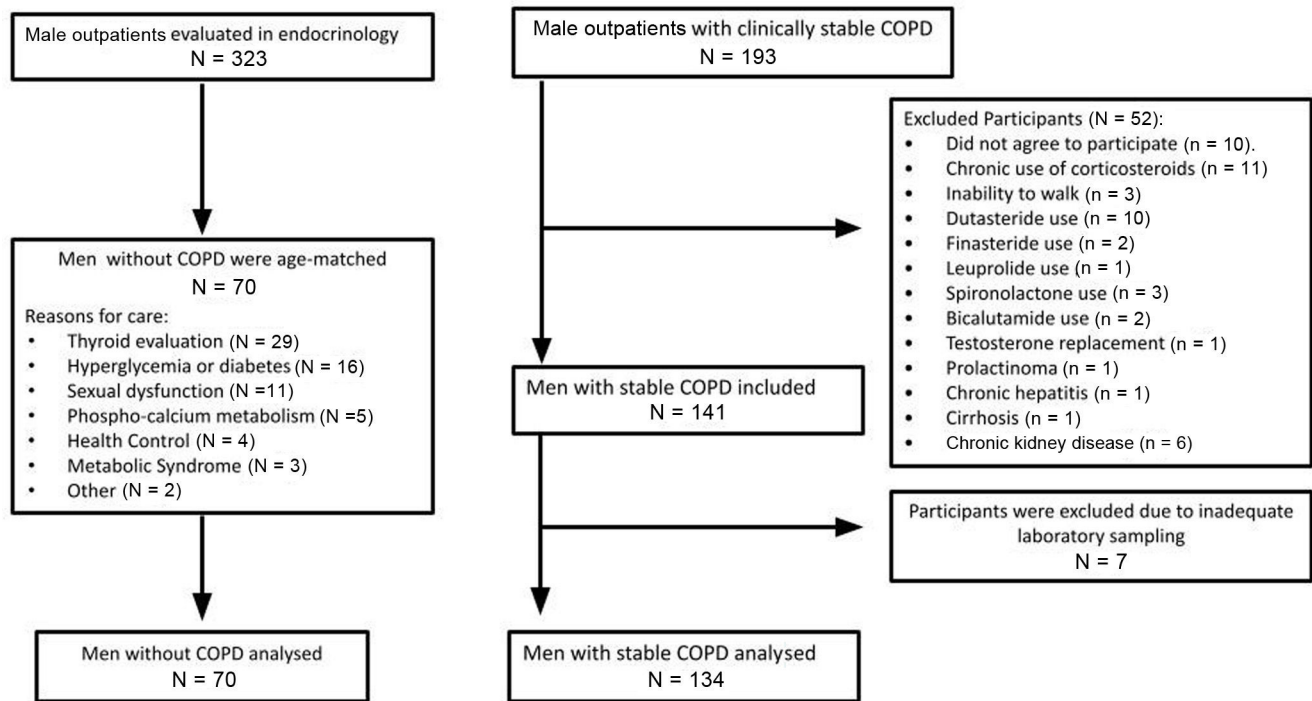 Male outpatients evaluated in endocrinology
N = 323
Men without COPD were age-matched
N = 70
Reasons for care:
• Thyroid evaluation (N = 29)
• Hyperglycemia or diabetes (N = 16)
• Sexual dysfunction (N =11)
• Phospho-calcium metabolism (N =5)
• Health Control (N = 4)
• Metabolic Syndrome (N = 3)
• Other (N = 2)
Men without COPD analysed
N = 70
Male outpatients with clinically stable COPD
N = 193
Excluded Participants (N = 52):
• Did not agree to participate (n = 10).
• Chronic use of corticosteroids (n = 11)
• Inability to walk (n = 3)
• Dutasteride use (n = 10)
• Finasteride use (n = 2)
• Leuprolide use (n = 1)
• Spironolactone use (n = 3)
• Bicalutamide use (n = 2)
• Testosterone replacement (n = 1)
• Prolactinoma (n = 1)
• Chronic hepatitis (n = 1)
• Cirrhosis (n = 1)
• Chronic kidney disease (n = 6)
Men with stable COPD included
N = 141
Participants were excluded due to inadequate
laboratory sampling
N = 7
Men with stable COPD analysed
N = 134